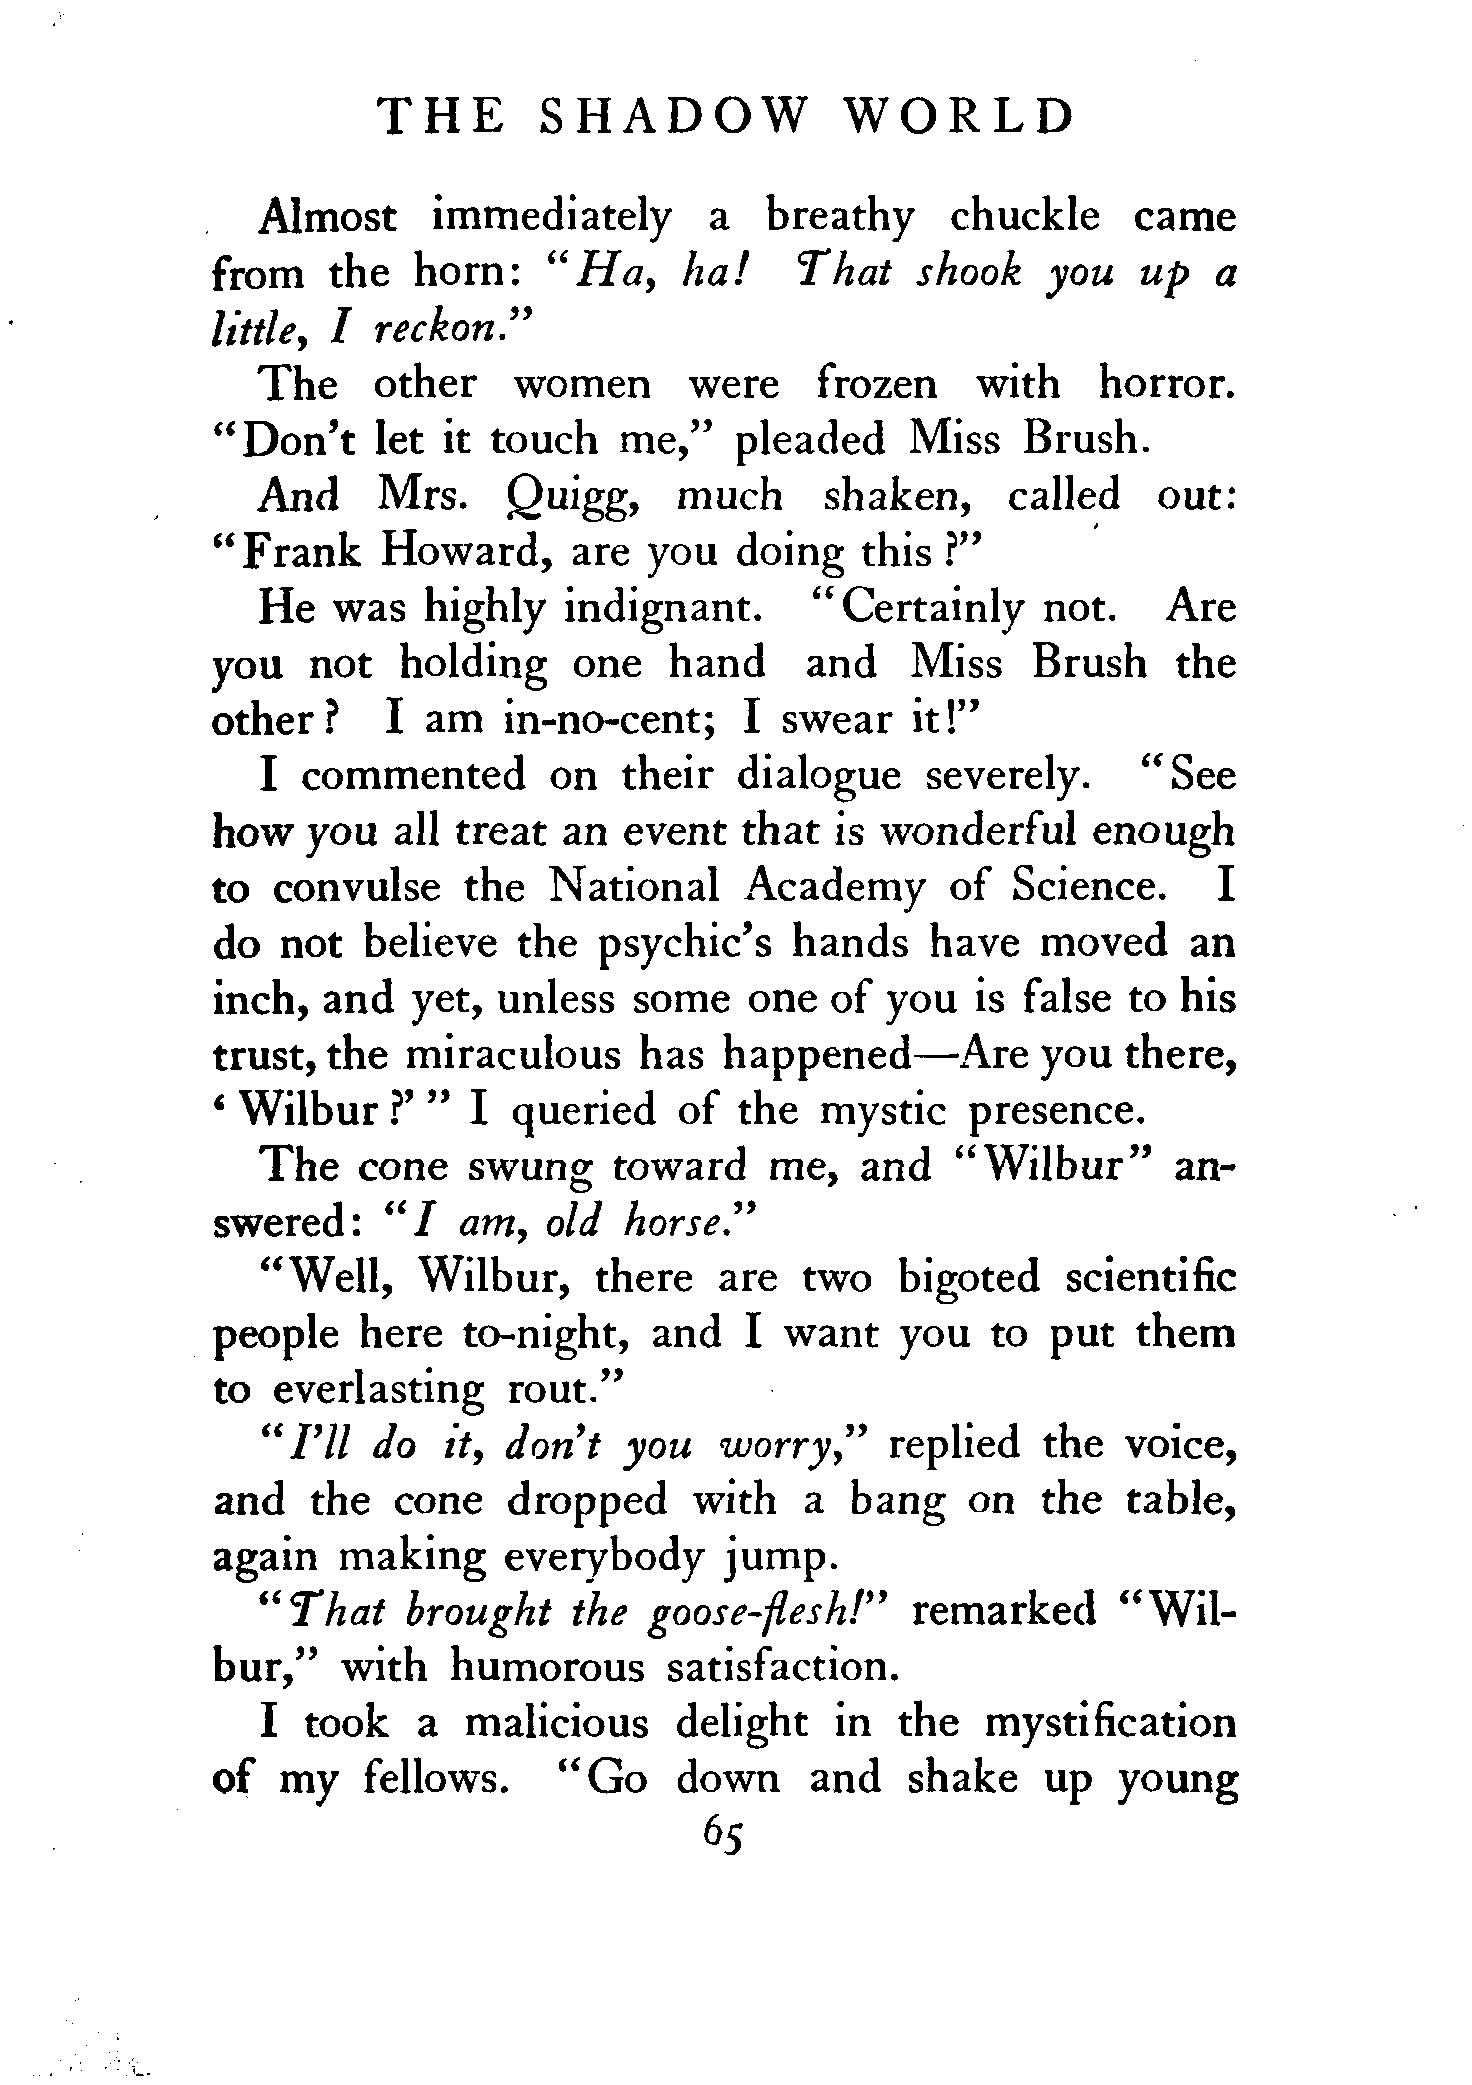 THE SHADOW WORLD
Almost immediately a breathy chuckle came
from the horn: "Ha, ha! That shook you up a
little, I reckon."
The other women were frozen with horror.
"Don't let it touch me," pleaded Miss Brush.
And Mrs. Quigg, much shaken, called out:
"Frank Howard, are you doing this?"
He was highly indignant. "Certainly not. Are
you not holding one hand and Miss Brush the
other? I am in-no-cent; I swear it!"
I commented on their dialogue severely. "See
how you all treat an event that is wonderful enough
to convulse the National Academy of Science. I
do not believe the psychic's hands have moved an
inch, and yet, unless some one of you is false to his
trust, the miraculous has happened—Are you there,
'Wilbur?'" I queried of the mystic presence.
The cone swung toward me, and "Wilbur" an-
swered: "I am, old horse."
"Well, Wilbur, there are two bigoted scientific
people here to-night, and I want you to put them
to everlasting rout."
"I'll do it, don't you worry," replied the voice,
and the cone dropped with a bang on the table,
again making everybody jump.
"That brought the goose-flesh!" remarked "Wil-
bur," with humorous satisfaction.
I took a malicious delight in the mystification
of my fellows. "Go down and shake up young
65